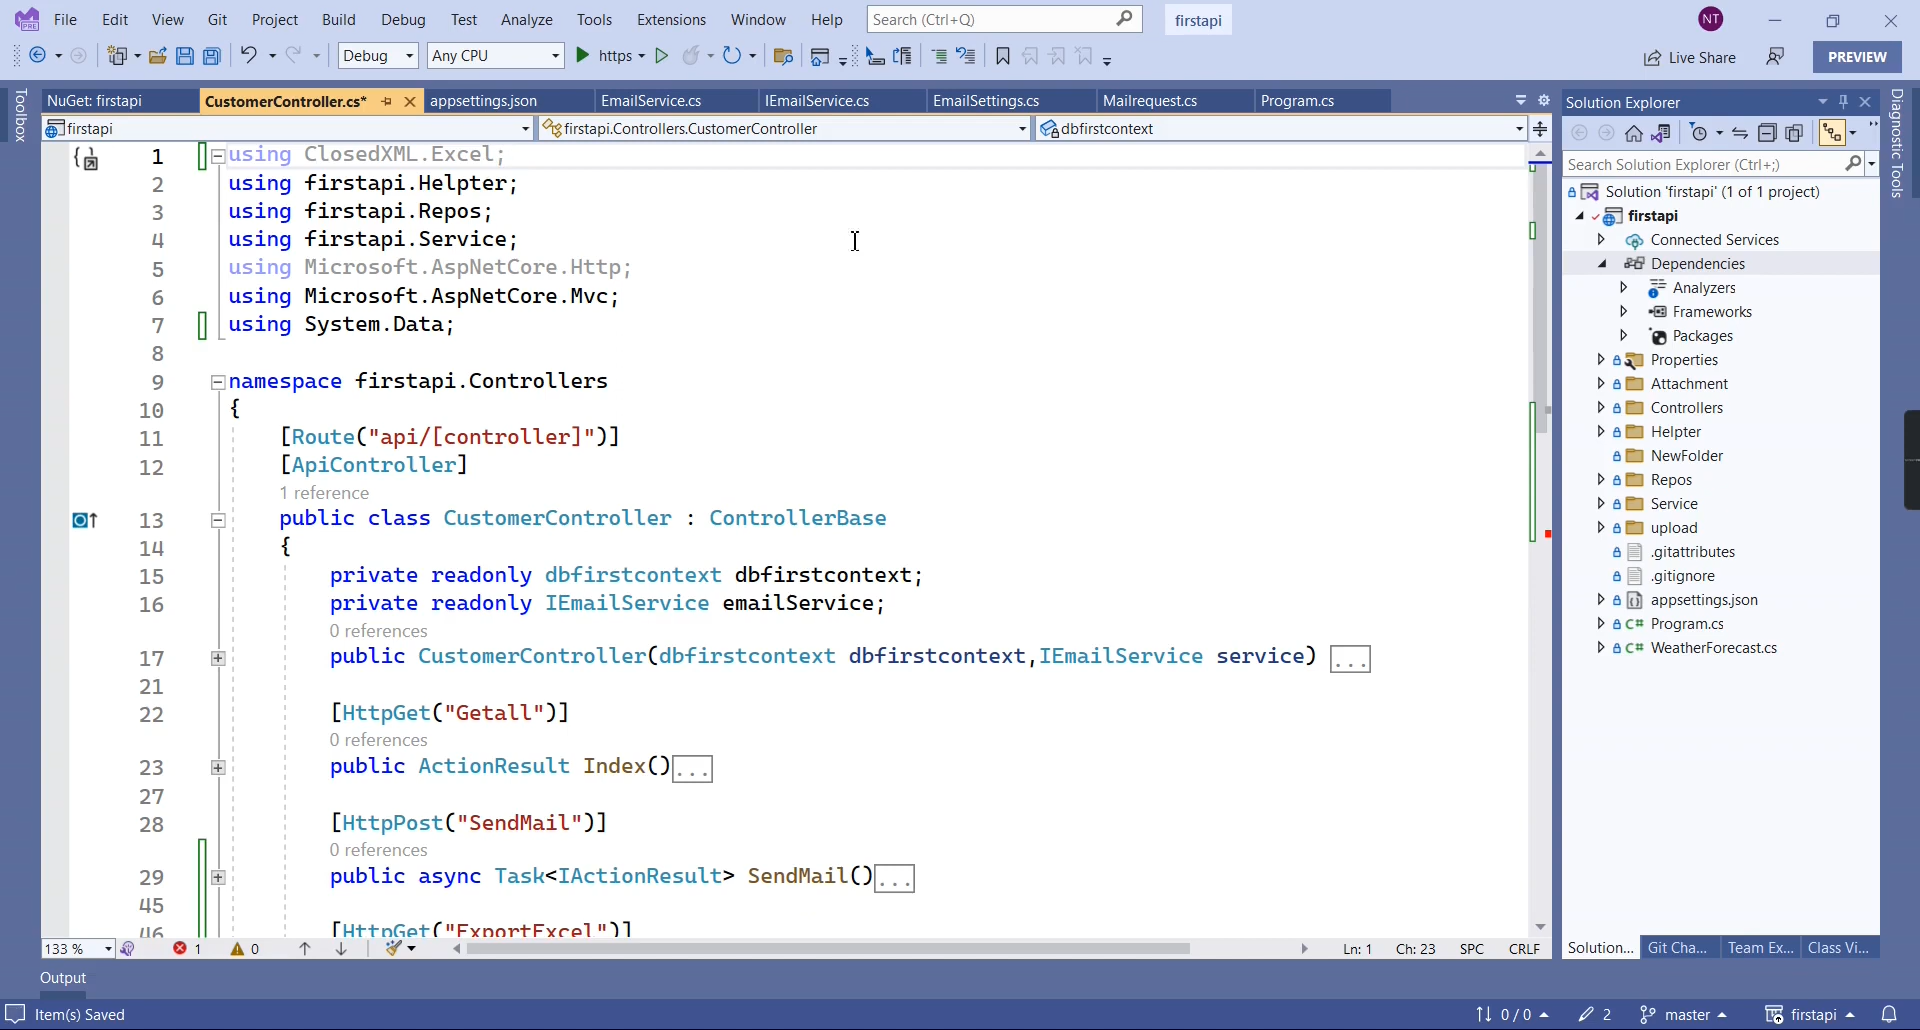 File Edit View Git Project Build Debug Test Analyze Tools Extensions Window Help Search (Ctrl+Q) firstapi NT
Debug Any CPU https Live Share PREVIEW
Toolbox
NuGet: firstapi CustomerController.cs* appsettings.json EmailService.cs IEmailService.cs EmailSettings.cs Mailrequest.cs Program.cs
firstapi firstapi.Controllers.CustomerController dbfirstcontext
1 using ClosedXML.Excel;
2 using firstapi.Helpter;
3 using firstapi.Repos;
4 using firstapi.Service;
5 using Microsoft.AspNetCore.Http;
6 using Microsoft.AspNetCore.Mvc;
7 using System.Data;
8
9 namespace firstapi.Controllers
10 {
11 [Route("api/[controller]")]
12 [ApiController]
1 reference
13 public class CustomerController : ControllerBase
14 {
15 private readonly dbfirstcontext dbfirstcontext;
16 private readonly IEmailService emailService;
0 references
17 public CustomerController(dbfirstcontext dbfirstcontext,IEmailService service) ...
21
22 [HttpGet("Getall")]
0 references
23 public ActionResult Index()...
27
28 [HttpPost("SendMail")]
0 references
29 public async Task<IActionResult> SendMail()...
45
46 [HttpGet("ExportExcel")]
133 % 1 0 Ln: 1 Ch: 23 SPC CRLF
Solution Explorer
Search Solution Explorer (Ctrl+;)
Solution 'firstapi' (1 of 1 project)
firstapi
Connected Services
Dependencies
Analyzers
Frameworks
Packages
Properties
Attachment
Controllers
Helpter
NewFolder
Repos
Service
upload
.gitattributes
.gitignore
appsettings.json
C# Program.cs
C# WeatherForecast.cs
Solution... Git Cha... Team Ex... Class Vi...
Diagnostic Tools
Output
Item(s) Saved 0 / 0 2 master firstapi